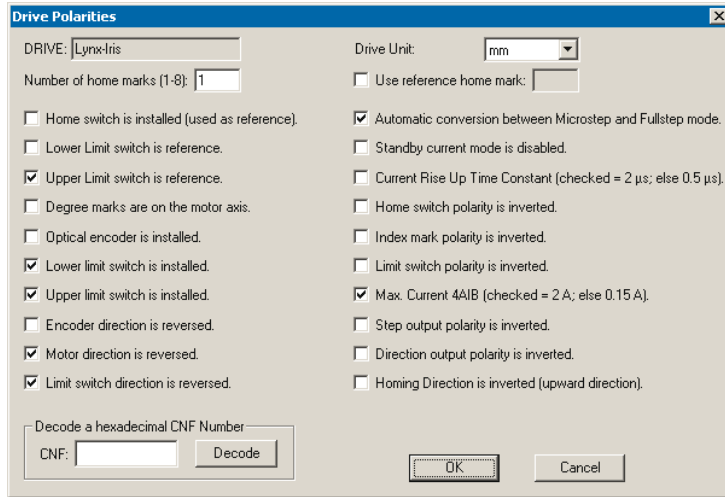 Drive Polarities
DRIVE: Lynx-Iris
Drive Unit: mm
Number of home marks (1-8): 1
Use reference home mark:
Home switch is installed (used as reference).
Automatic conversion between Microstep and Fullstep mode.
Lower Limit switch is reference.
Standby current mode is disabled.
Upper Limit switch is reference.
Current Rise Up Time Constant (checked = 2 µs; else 0.5 µs).
Degree marks are on the motor axis.
Home switch polarity is inverted.
Optical encoder is installed.
Index mark polarity is inverted.
Lower limit switch is installed.
Limit switch polarity is inverted.
Upper limit switch is installed.
Max. Current 4AIB (checked = 2 A; else 0.15 A).
Encoder direction is reversed.
Step output polarity is inverted.
Motor direction is reversed.
Direction output polarity is inverted.
Limit switch direction is reversed.
Homing Direction is inverted (upward direction).
Decode a hexadecimal CNF Number
CNF:
Decode
OK
Cancel